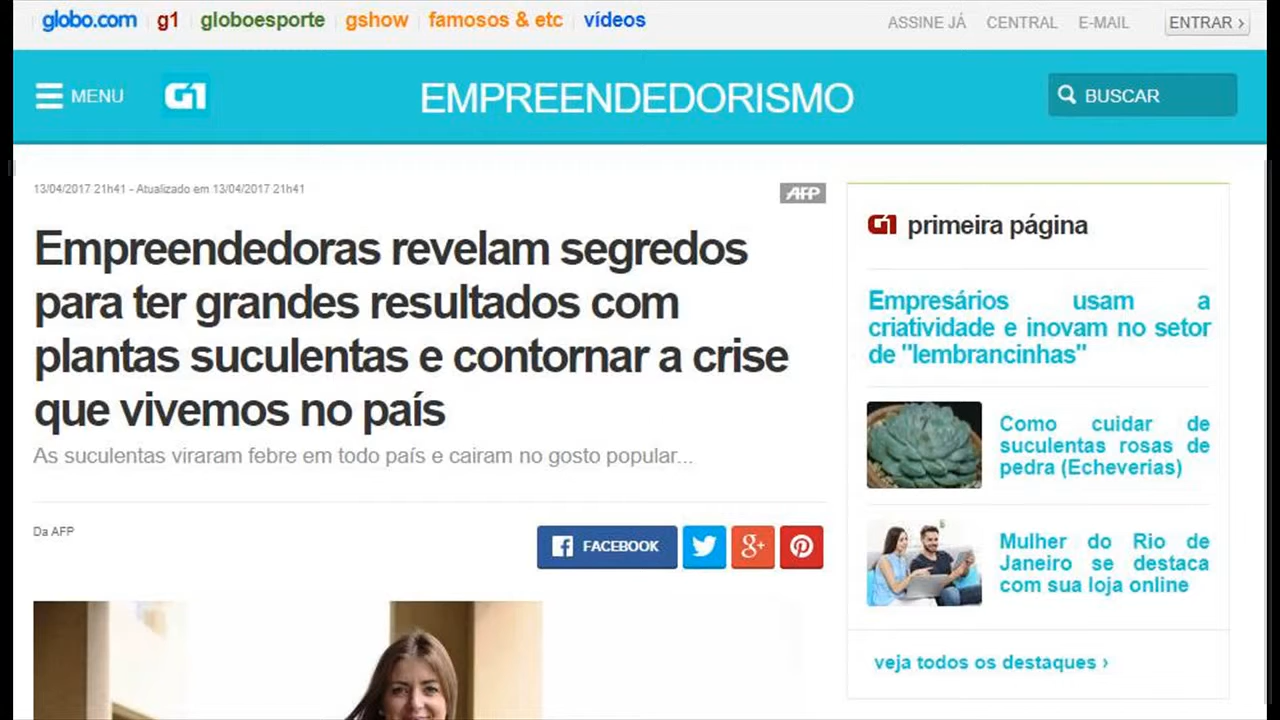 globo.com g1 globoesporte gshow famosos & etc vídeos ASSINE JÁ CENTRAL E-MAIL ENTRAR ›
MENU G1 EMPREENDEDORISMO BUSCAR
13/04/2017 21h41 - Atualizado em 13/04/2017 21h41
AFP
Empreendedoras revelam segredos
para ter grandes resultados com
plantas suculentas e contornar a crise
que vivemos no país
As suculentas viraram febre em todo país e cairam no gosto popular...
Da AFP
FACEBOOK
g+
G1 primeira página
Empresários usam a
criatividade e inovam no setor
de "lembrancinhas"
Como cuidar de
suculentas rosas de
pedra (Echeverias)
Mulher do Rio de
Janeiro se destaca
com sua loja online
veja todos os destaques ›